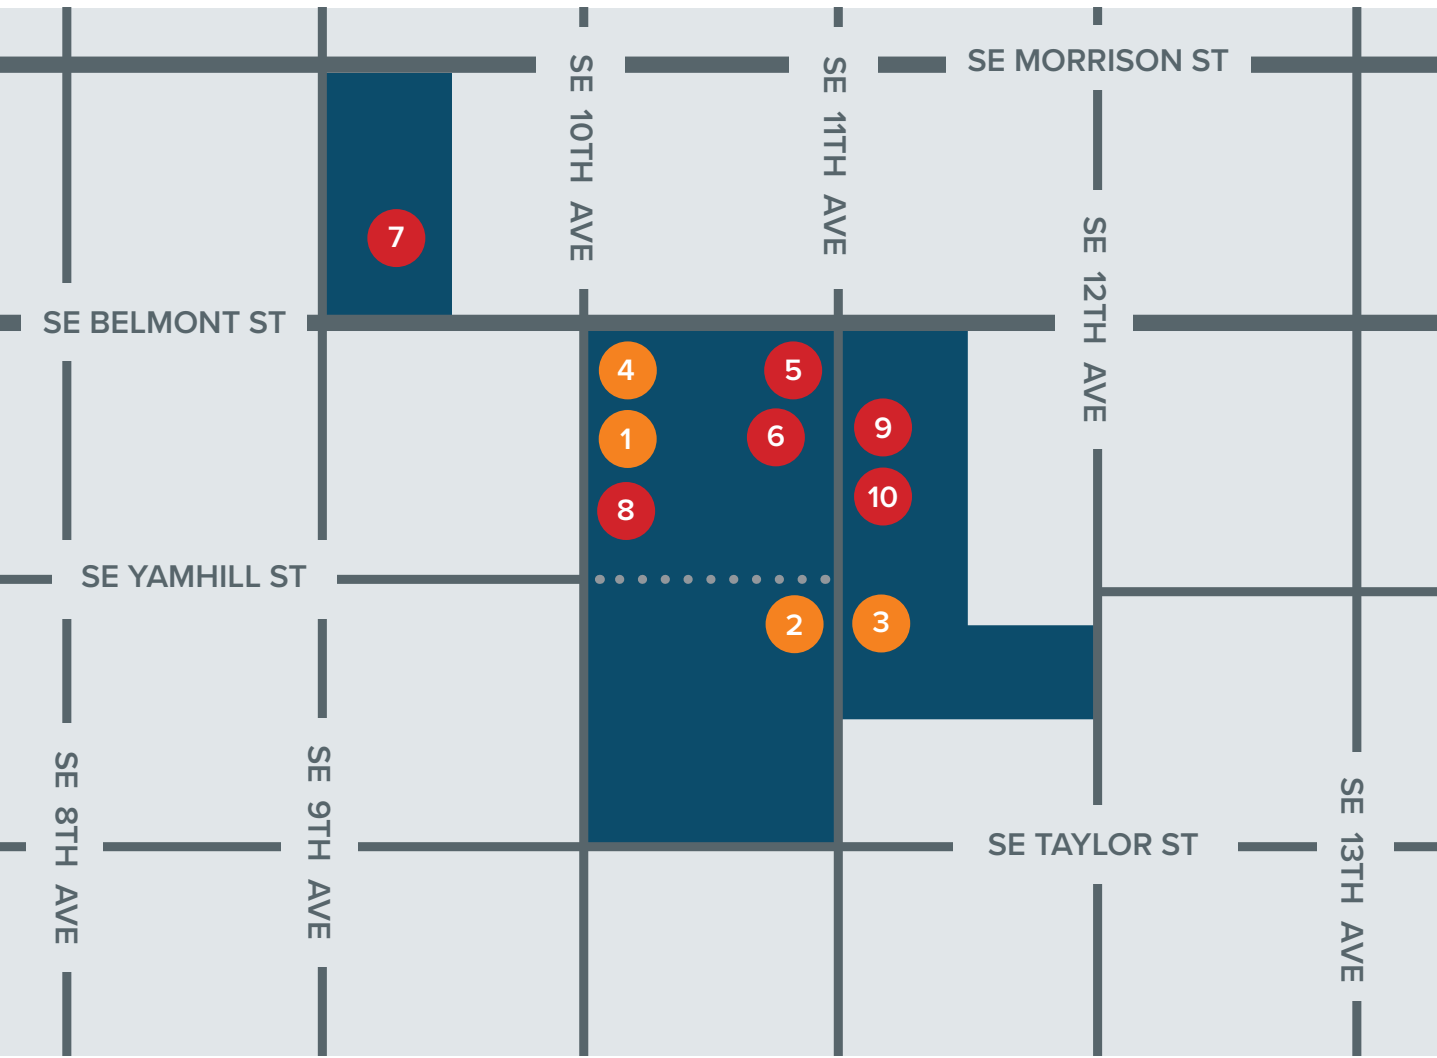 SE MORRISON ST
SE 10TH AVE
SE 11TH AVE
7
SE 12TH AVE
SE BELMONT ST
4
5
1
6
9
8
10
SE YAMHILL ST
2
3
SE 8TH AVE
SE 9TH AVE
SE TAYLOR ST
SE 13TH AVE